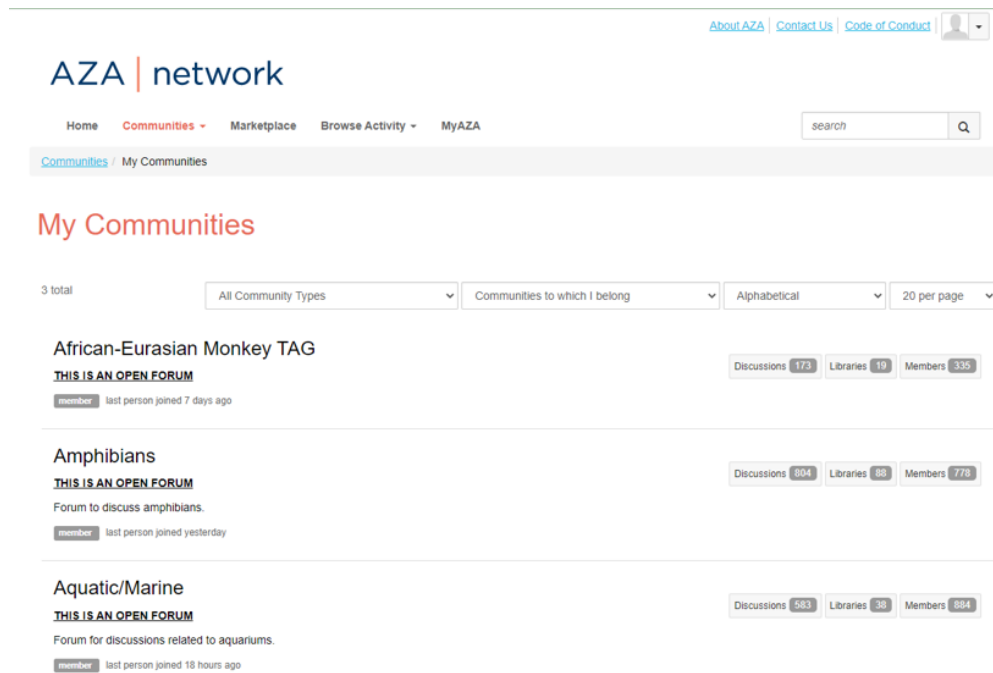 About AZA Contact Us Code of Conduct
AZA | network
Home Communities Marketplace Browse Activity MyAZA search
Communities / My Communities
My Communities
3 total All Community Types Communities to which I belong Alphabetical 20 per page
African-Eurasian Monkey TAG
Discussions 173 Libraries 19 Members 335
THIS IS AN OPEN FORUM
member last person joined 7 days ago
Amphibians
Discussions 804 Libraries 88 Members 778
THIS IS AN OPEN FORUM
Forum to discuss amphibians.
member last person joined yesterday
Aquatic/Marine
Discussions 583 Libraries 38 Members 884
THIS IS AN OPEN FORUM
Forum for discussions related to aquariums.
member last person joined 18 hours ago